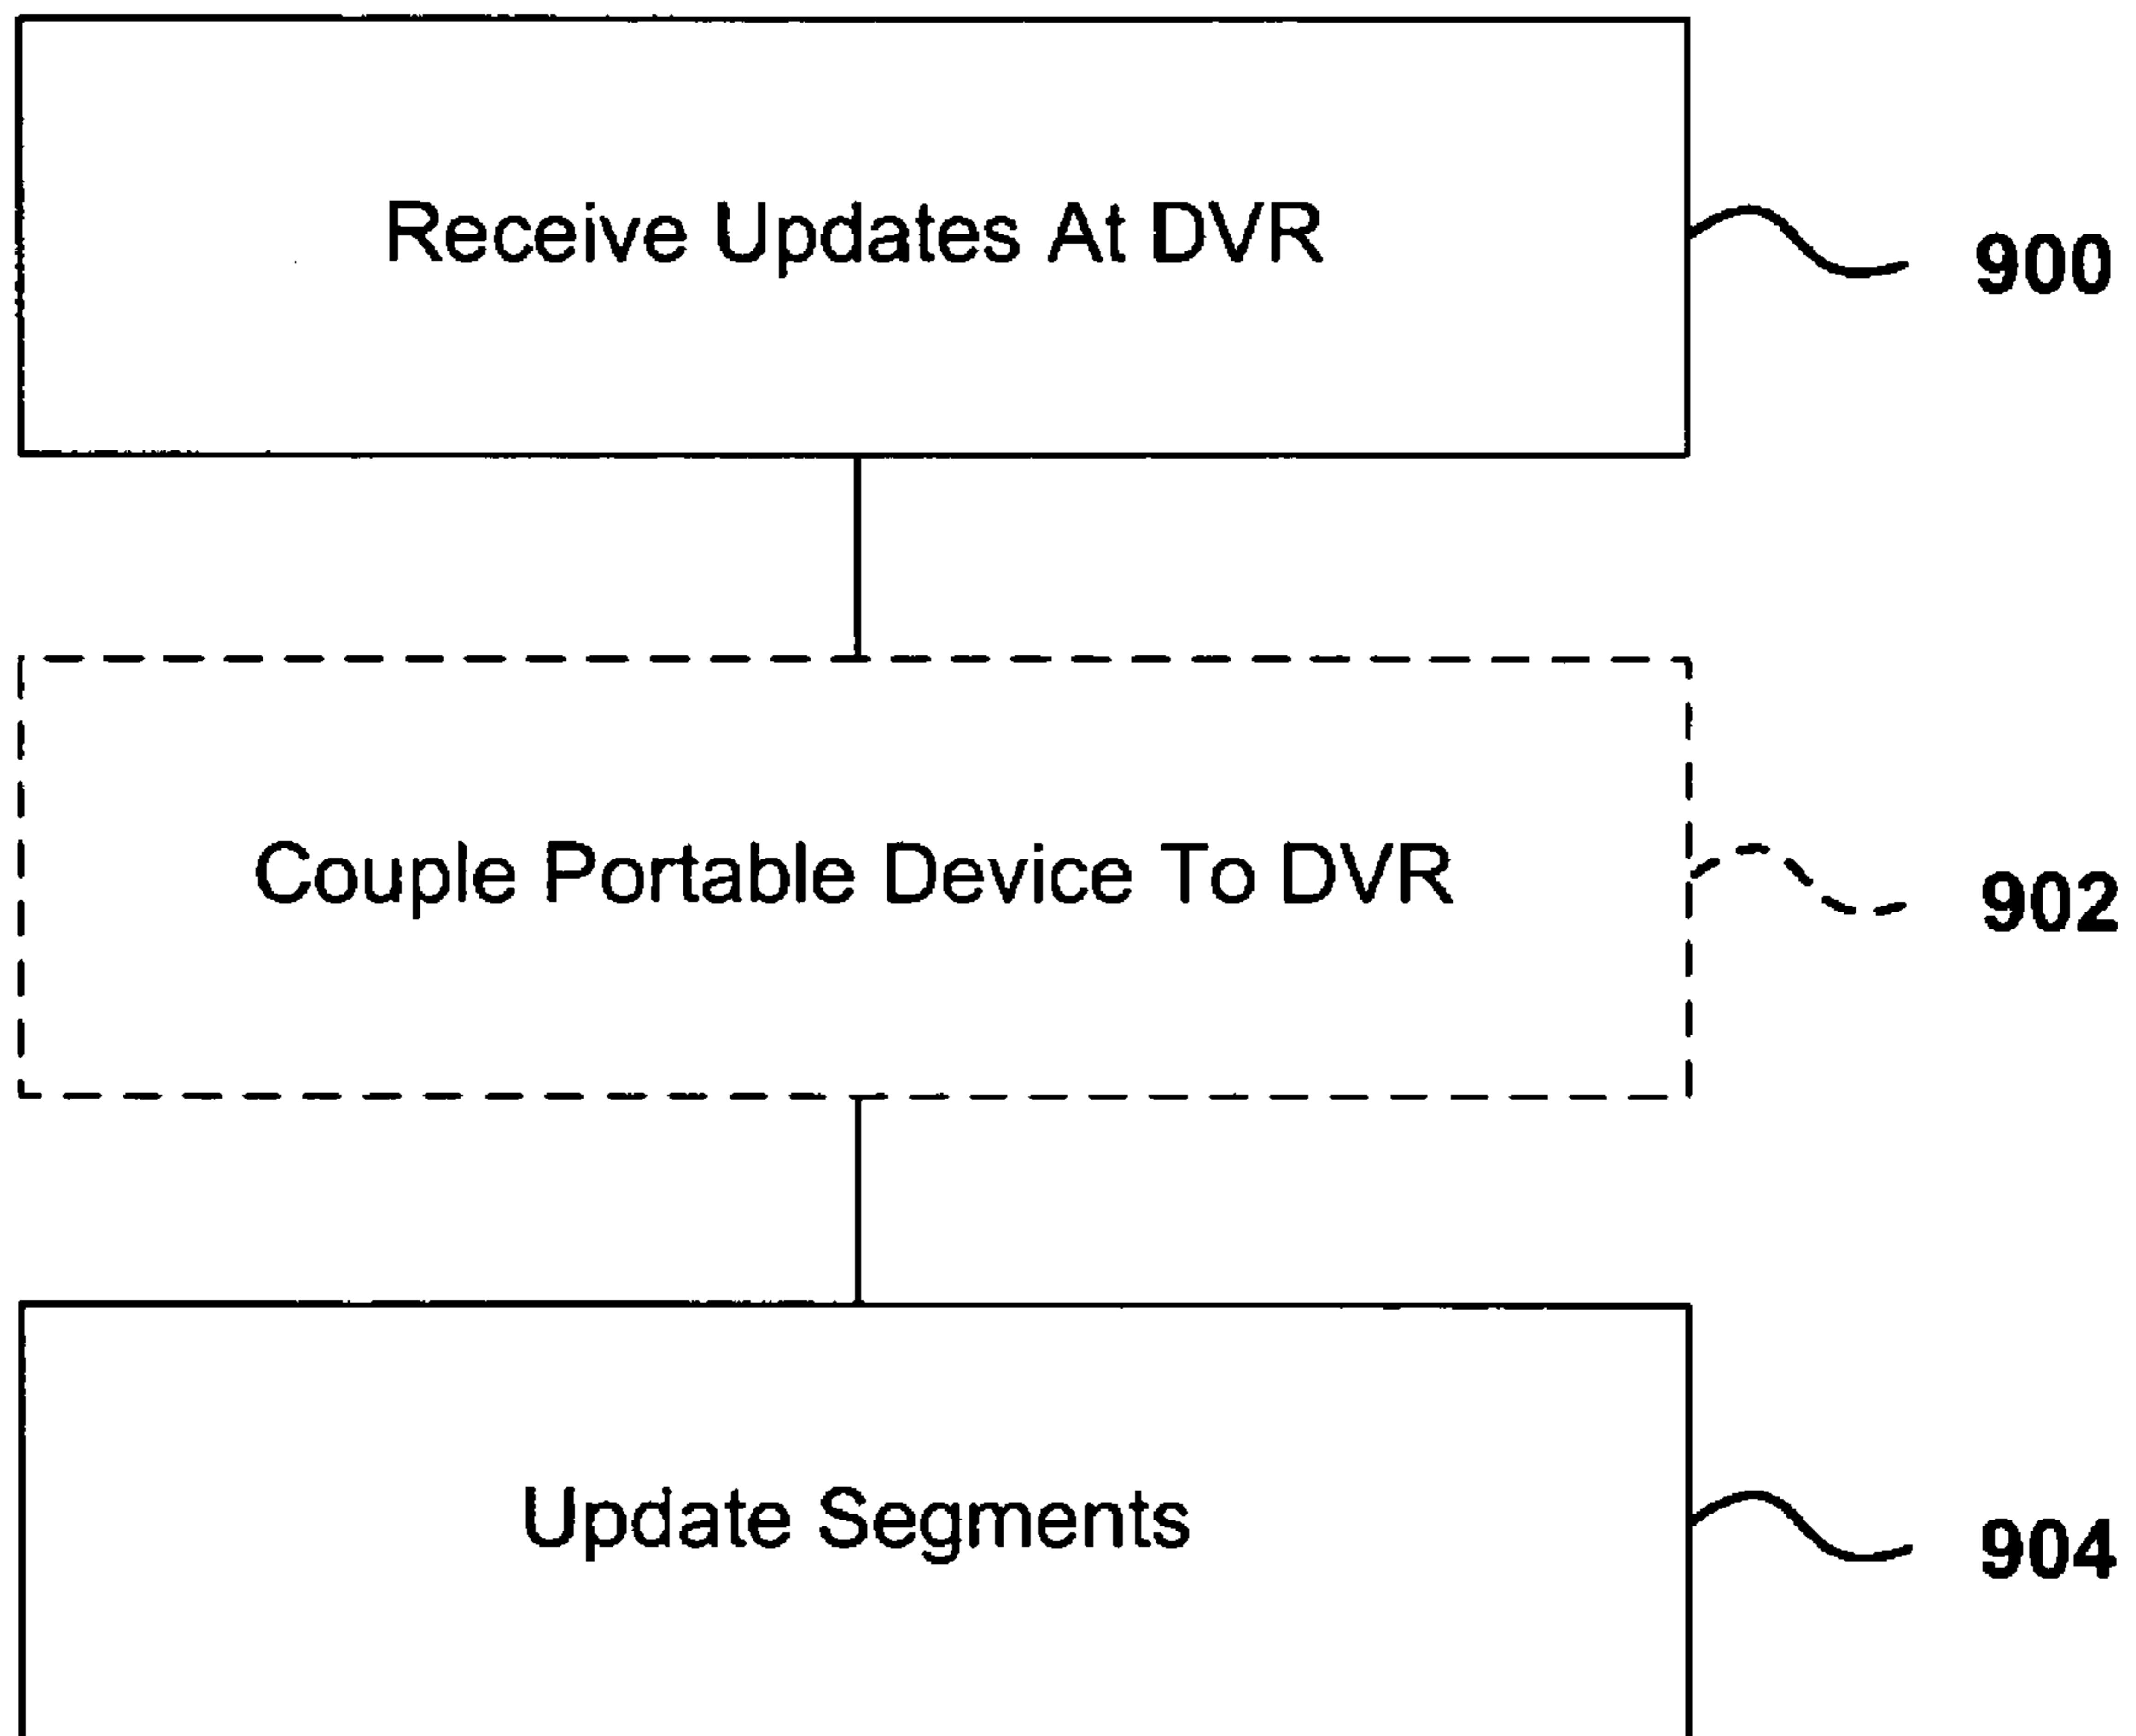 Receive Updates At DVR
900
Couple Portable Device To DVR
902
Update Segments
904